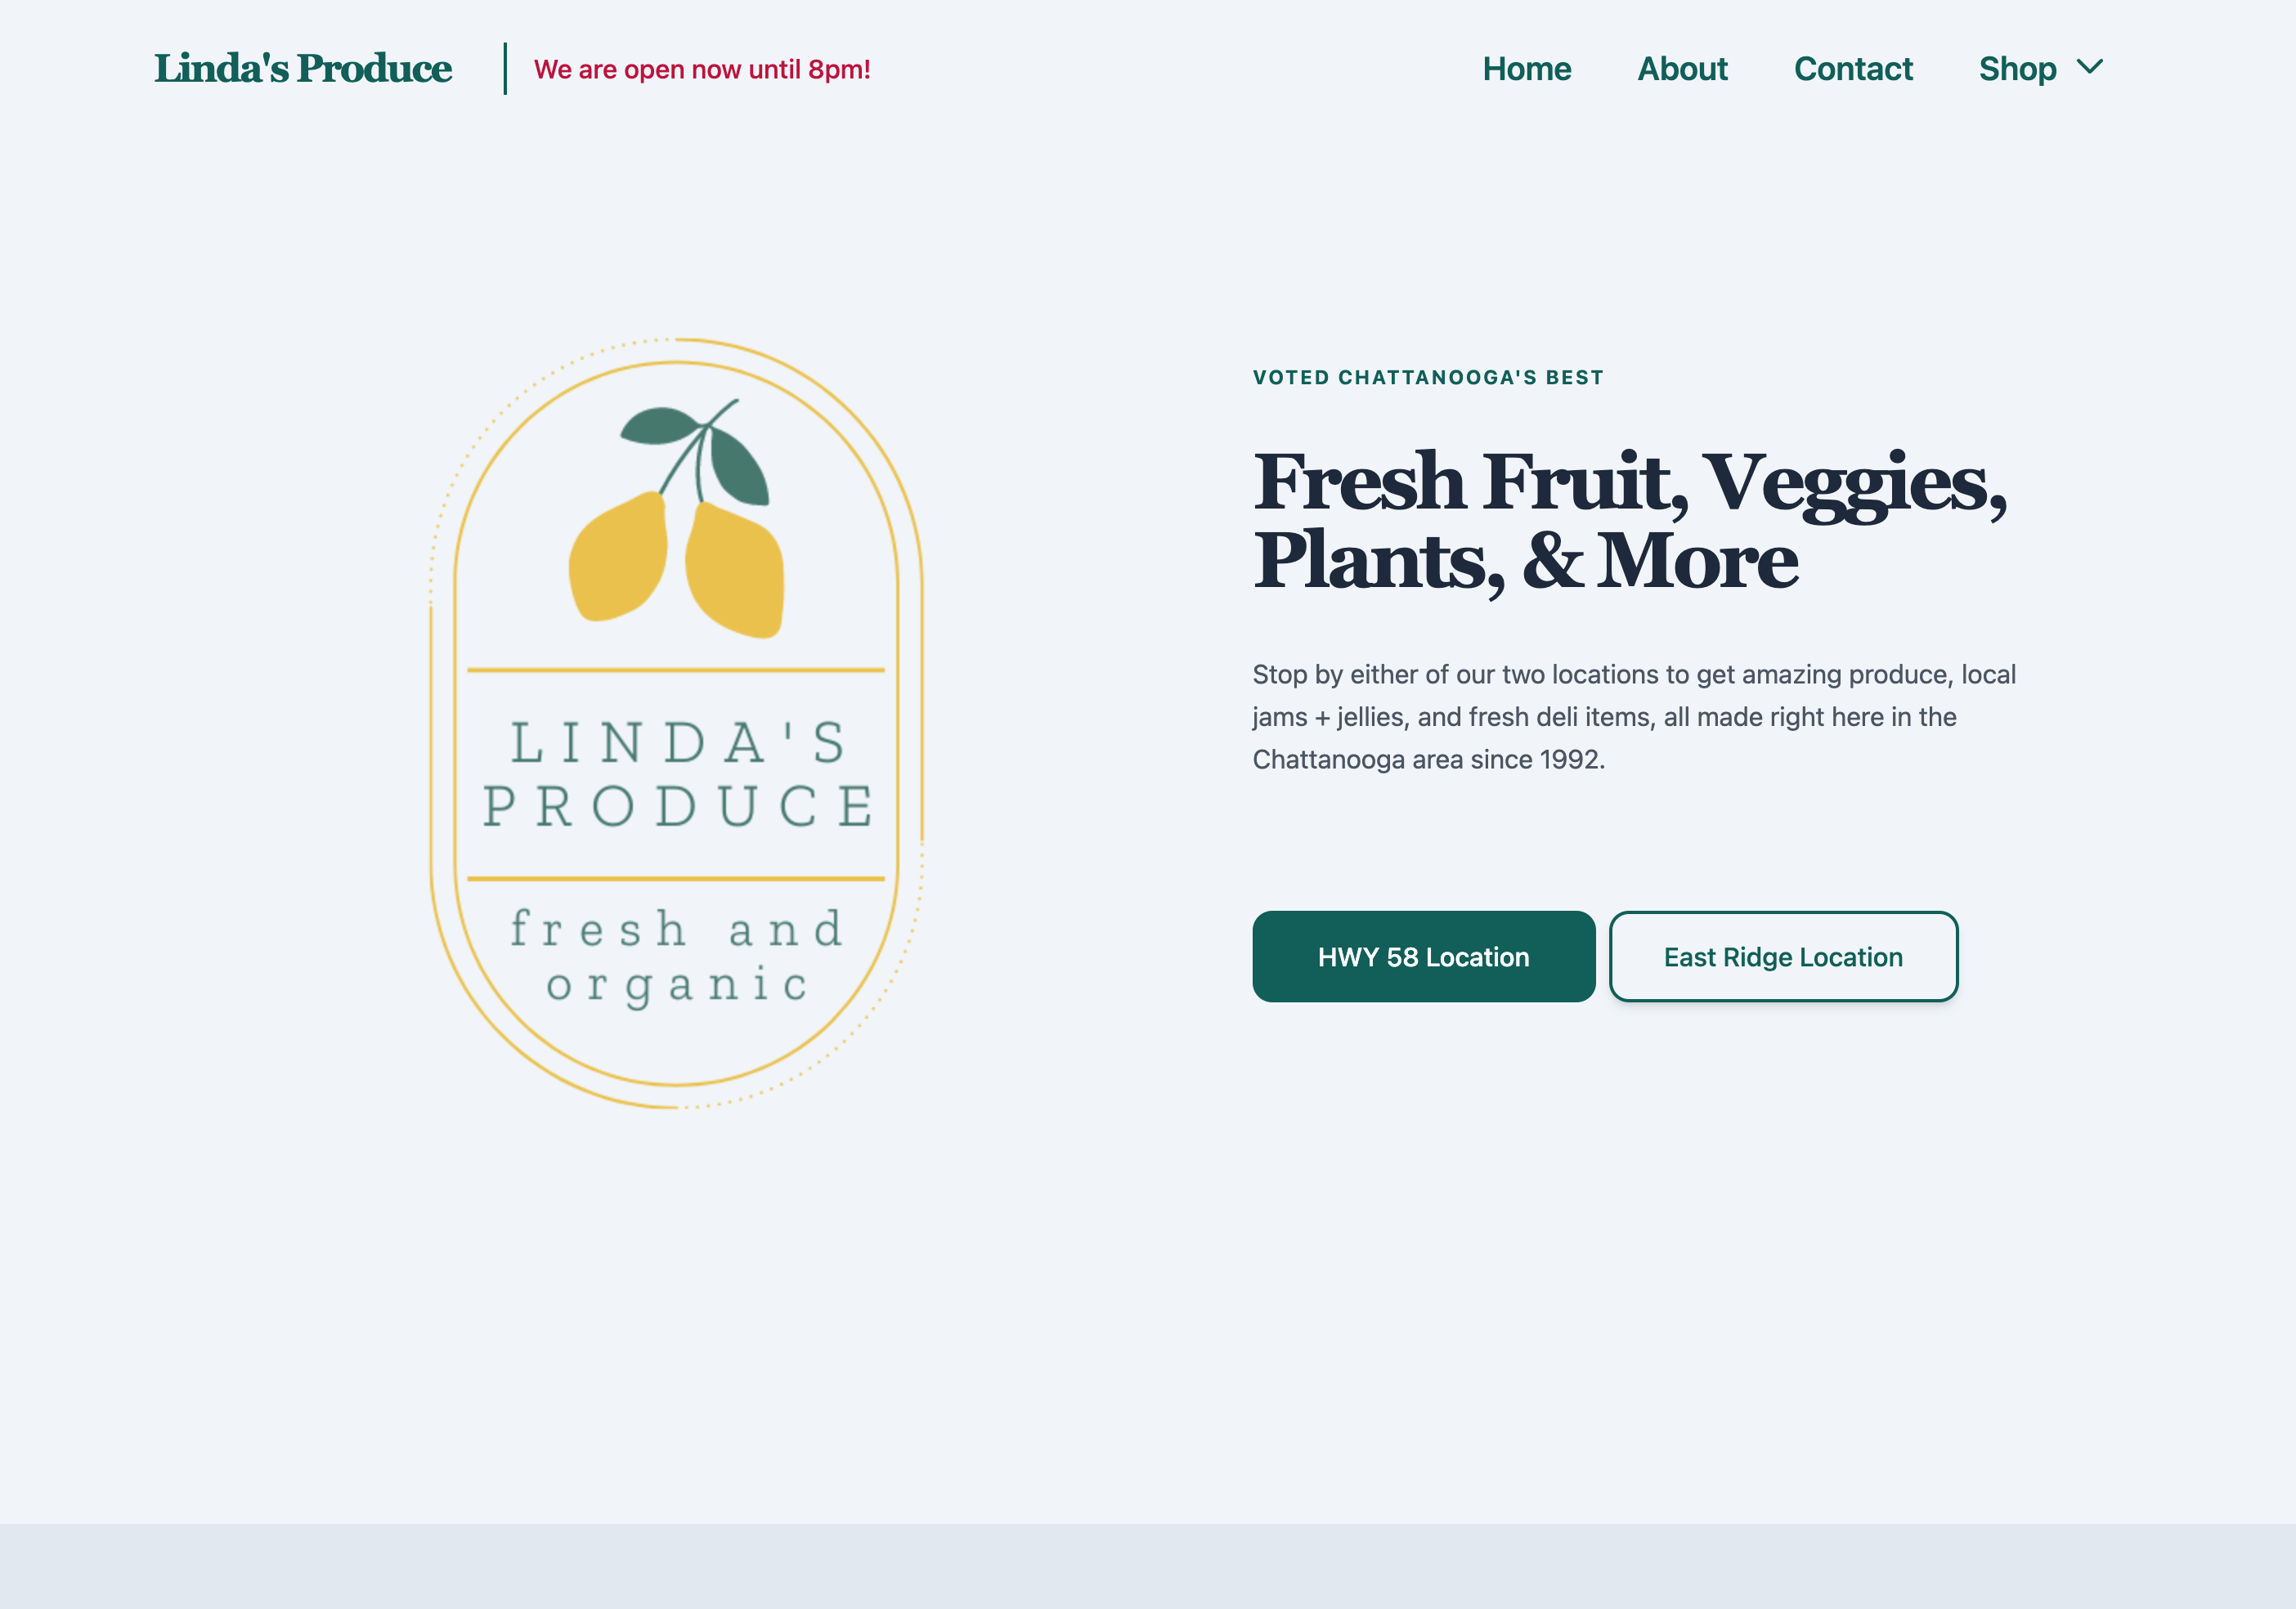 Linda's Produce
We are open now until 8pm!
Home
About
Contact
Shop
LINDA'S
PRODUCE
fresh and
organic
VOTED CHATTANOOGA'S BEST
Fresh Fruit, Veggies,
Plants, & More
Stop by either of our two locations to get amazing produce, local
jams + jellies, and fresh deli items, all made right here in the
Chattanooga area since 1992.
HWY 58 Location
East Ridge Location